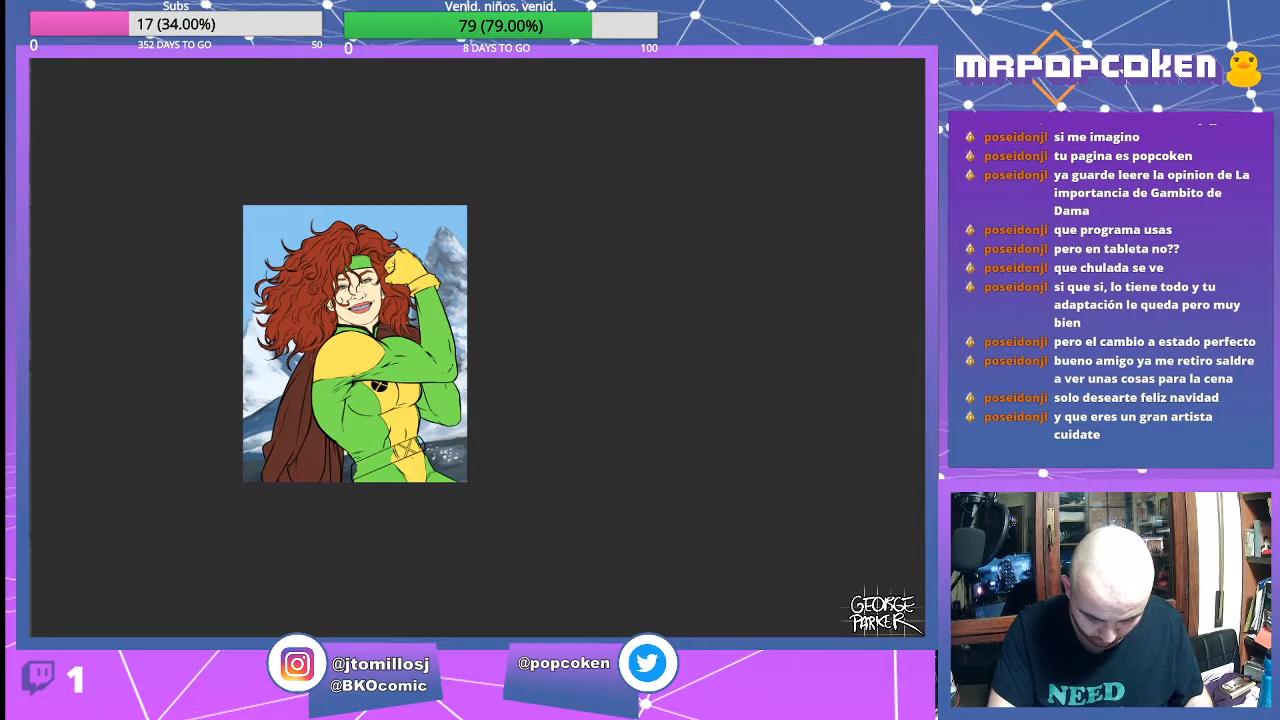 Subs
17 (34.00%)
0
352 DAYS TO GO
50
Venid. niños, venid.
79 (79.00%)
0
8 DAYS TO GO
100
MRPOPCOKEN
poseidonjl si me imagino
poseidonjl tu pagina es popcoken
poseidonjl ya guarde leere la opinion de La
importancia de Gambito de
Dama
poseidonjl que programa usas
poseidonjl pero en tableta no??
poseidonjl que chulada se ve
poseidonjl si que si, lo tiene todo y tu
adaptación le queda pero muy
bien
poseidonjl pero el cambio a estado perfecto
poseidonjl bueno amigo ya me retiro saldre
a ver unas cosas para la cena
poseidonjl solo desearte feliz navidad
poseidonjl y que eres un gran artista
cuidate
GEORGE
PARKER
@jtomillosj
@BKOcomic
@popcoken
1
NEED